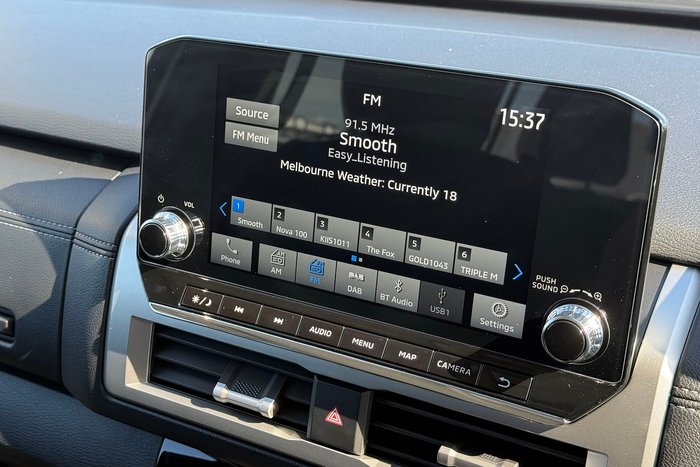 FM
15:37
Source
FM Menu
91.5 MHz
Smooth
Easy_Listening
Melbourne Weather: Currently 18
1
Smooth
2
Nova 100
3
KIIS1011
4
The Fox
5
GOLD1043
6
TRIPLE M
VOL
Phone
AM
FM
DAB
DAB
BT Audio
USB1
Settings
PUSH
SOUND
AUDIO
MENU
MAP
CAMERA